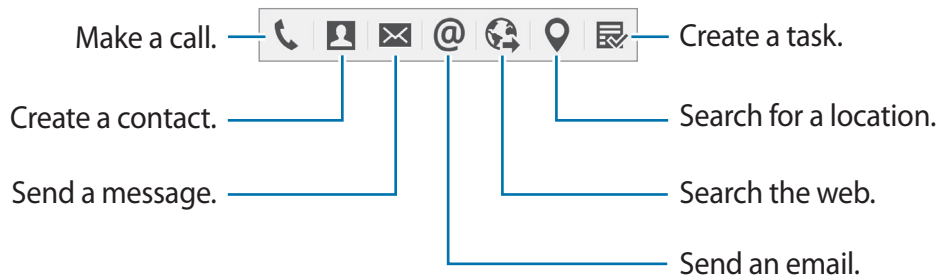 Make a call.
Create a task.
Create a contact.
Search for a location.
Send a message.
Search the web.
Send an email.